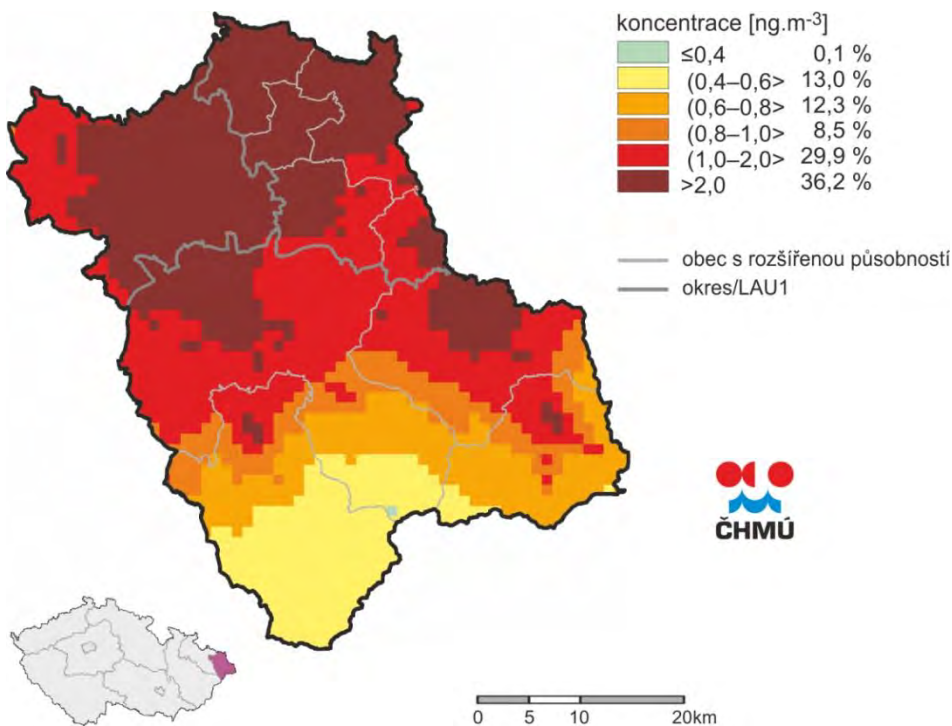 koncentrace [ng.m-³]
≤0,4 0,1 %
(0,4–0,6> 13,0 %
(0,6–0,8> 12,3 %
(0,8–1,0> 8,5 %
(1,0–2,0> 29,9 %
>2,0 36,2 %
obec s rozšířenou působností
okres/LAU1
ČHMÚ
0 5 10 20km